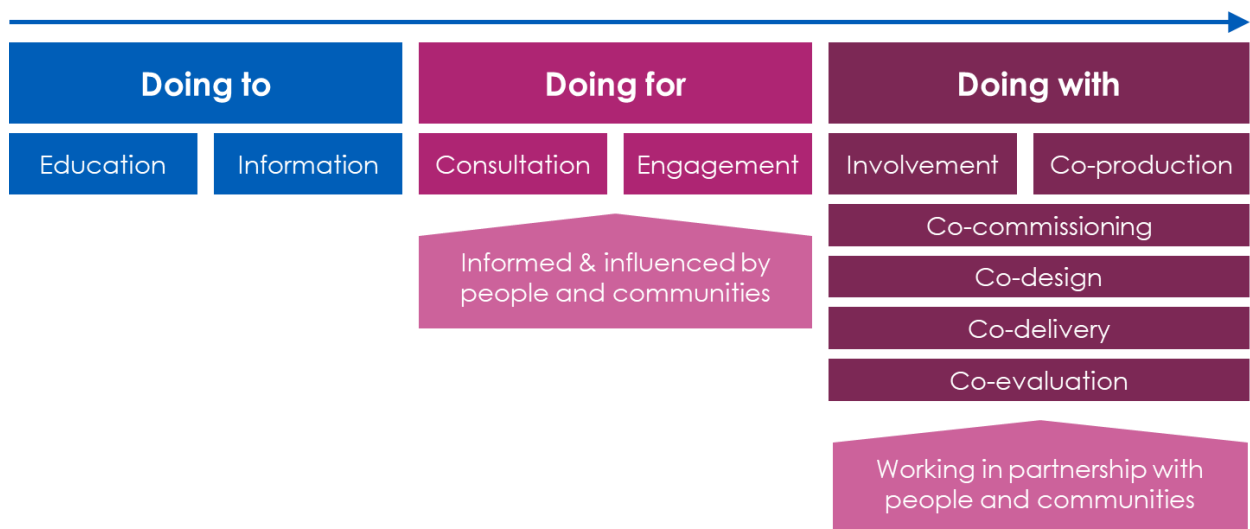 Doing to
Doing for
Doing with
Education
Information
Consultation
Engagement
Involvement
Co-production
Co-commissioning
Informed & influenced by
people and communities
Co-design
Co-delivery
Co-evaluation
Working in partnership with
people and communities